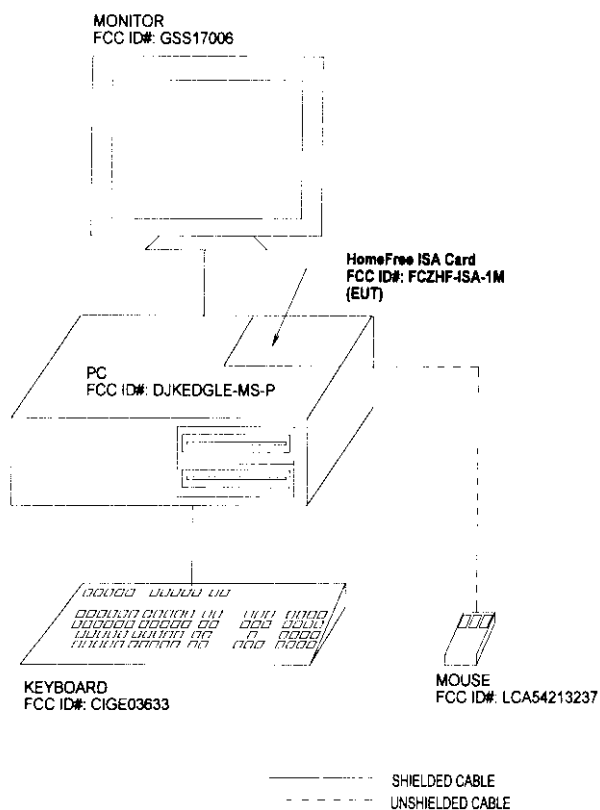 MONITOR
FCC ID#: GSS17006
HomeFree ISA Card
FCC ID#: FCZHF-ISA-1M
(EUT)
PC
FCC ID#: DJKEDGLE-MS-P
KEYBOARD
FCC ID#: CIGE03633
MOUSE
FCC ID#: LCA54213237
SHIELDED CABLE
UNSHIELDED CABLE